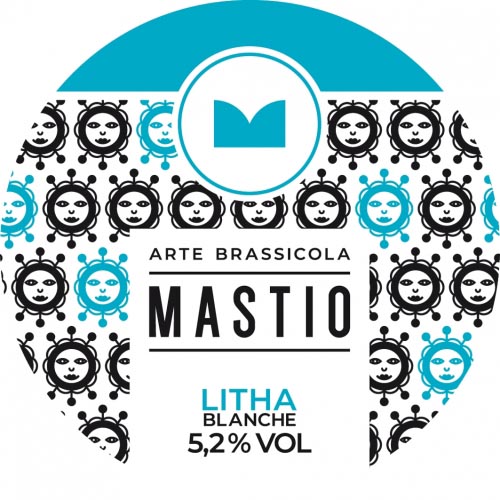 ARTE BRASSICOLA
MASTIO
LITHA
BLANCHE
5,2% VOL